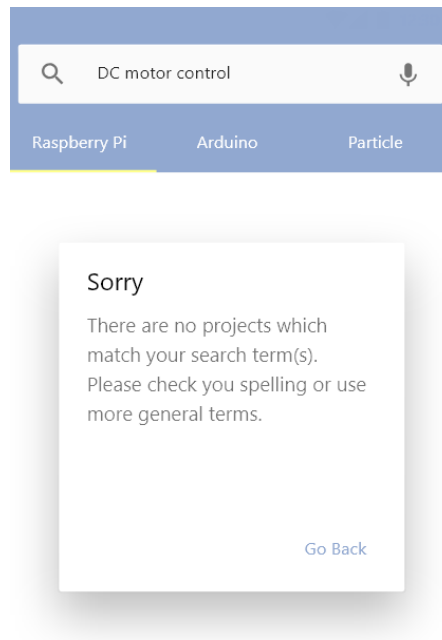 DC motor control
Raspberry Pi Arduino Particle
Sorry
There are no projects which
match your search term(s).
Please check you spelling or use
more general terms.
Go Back